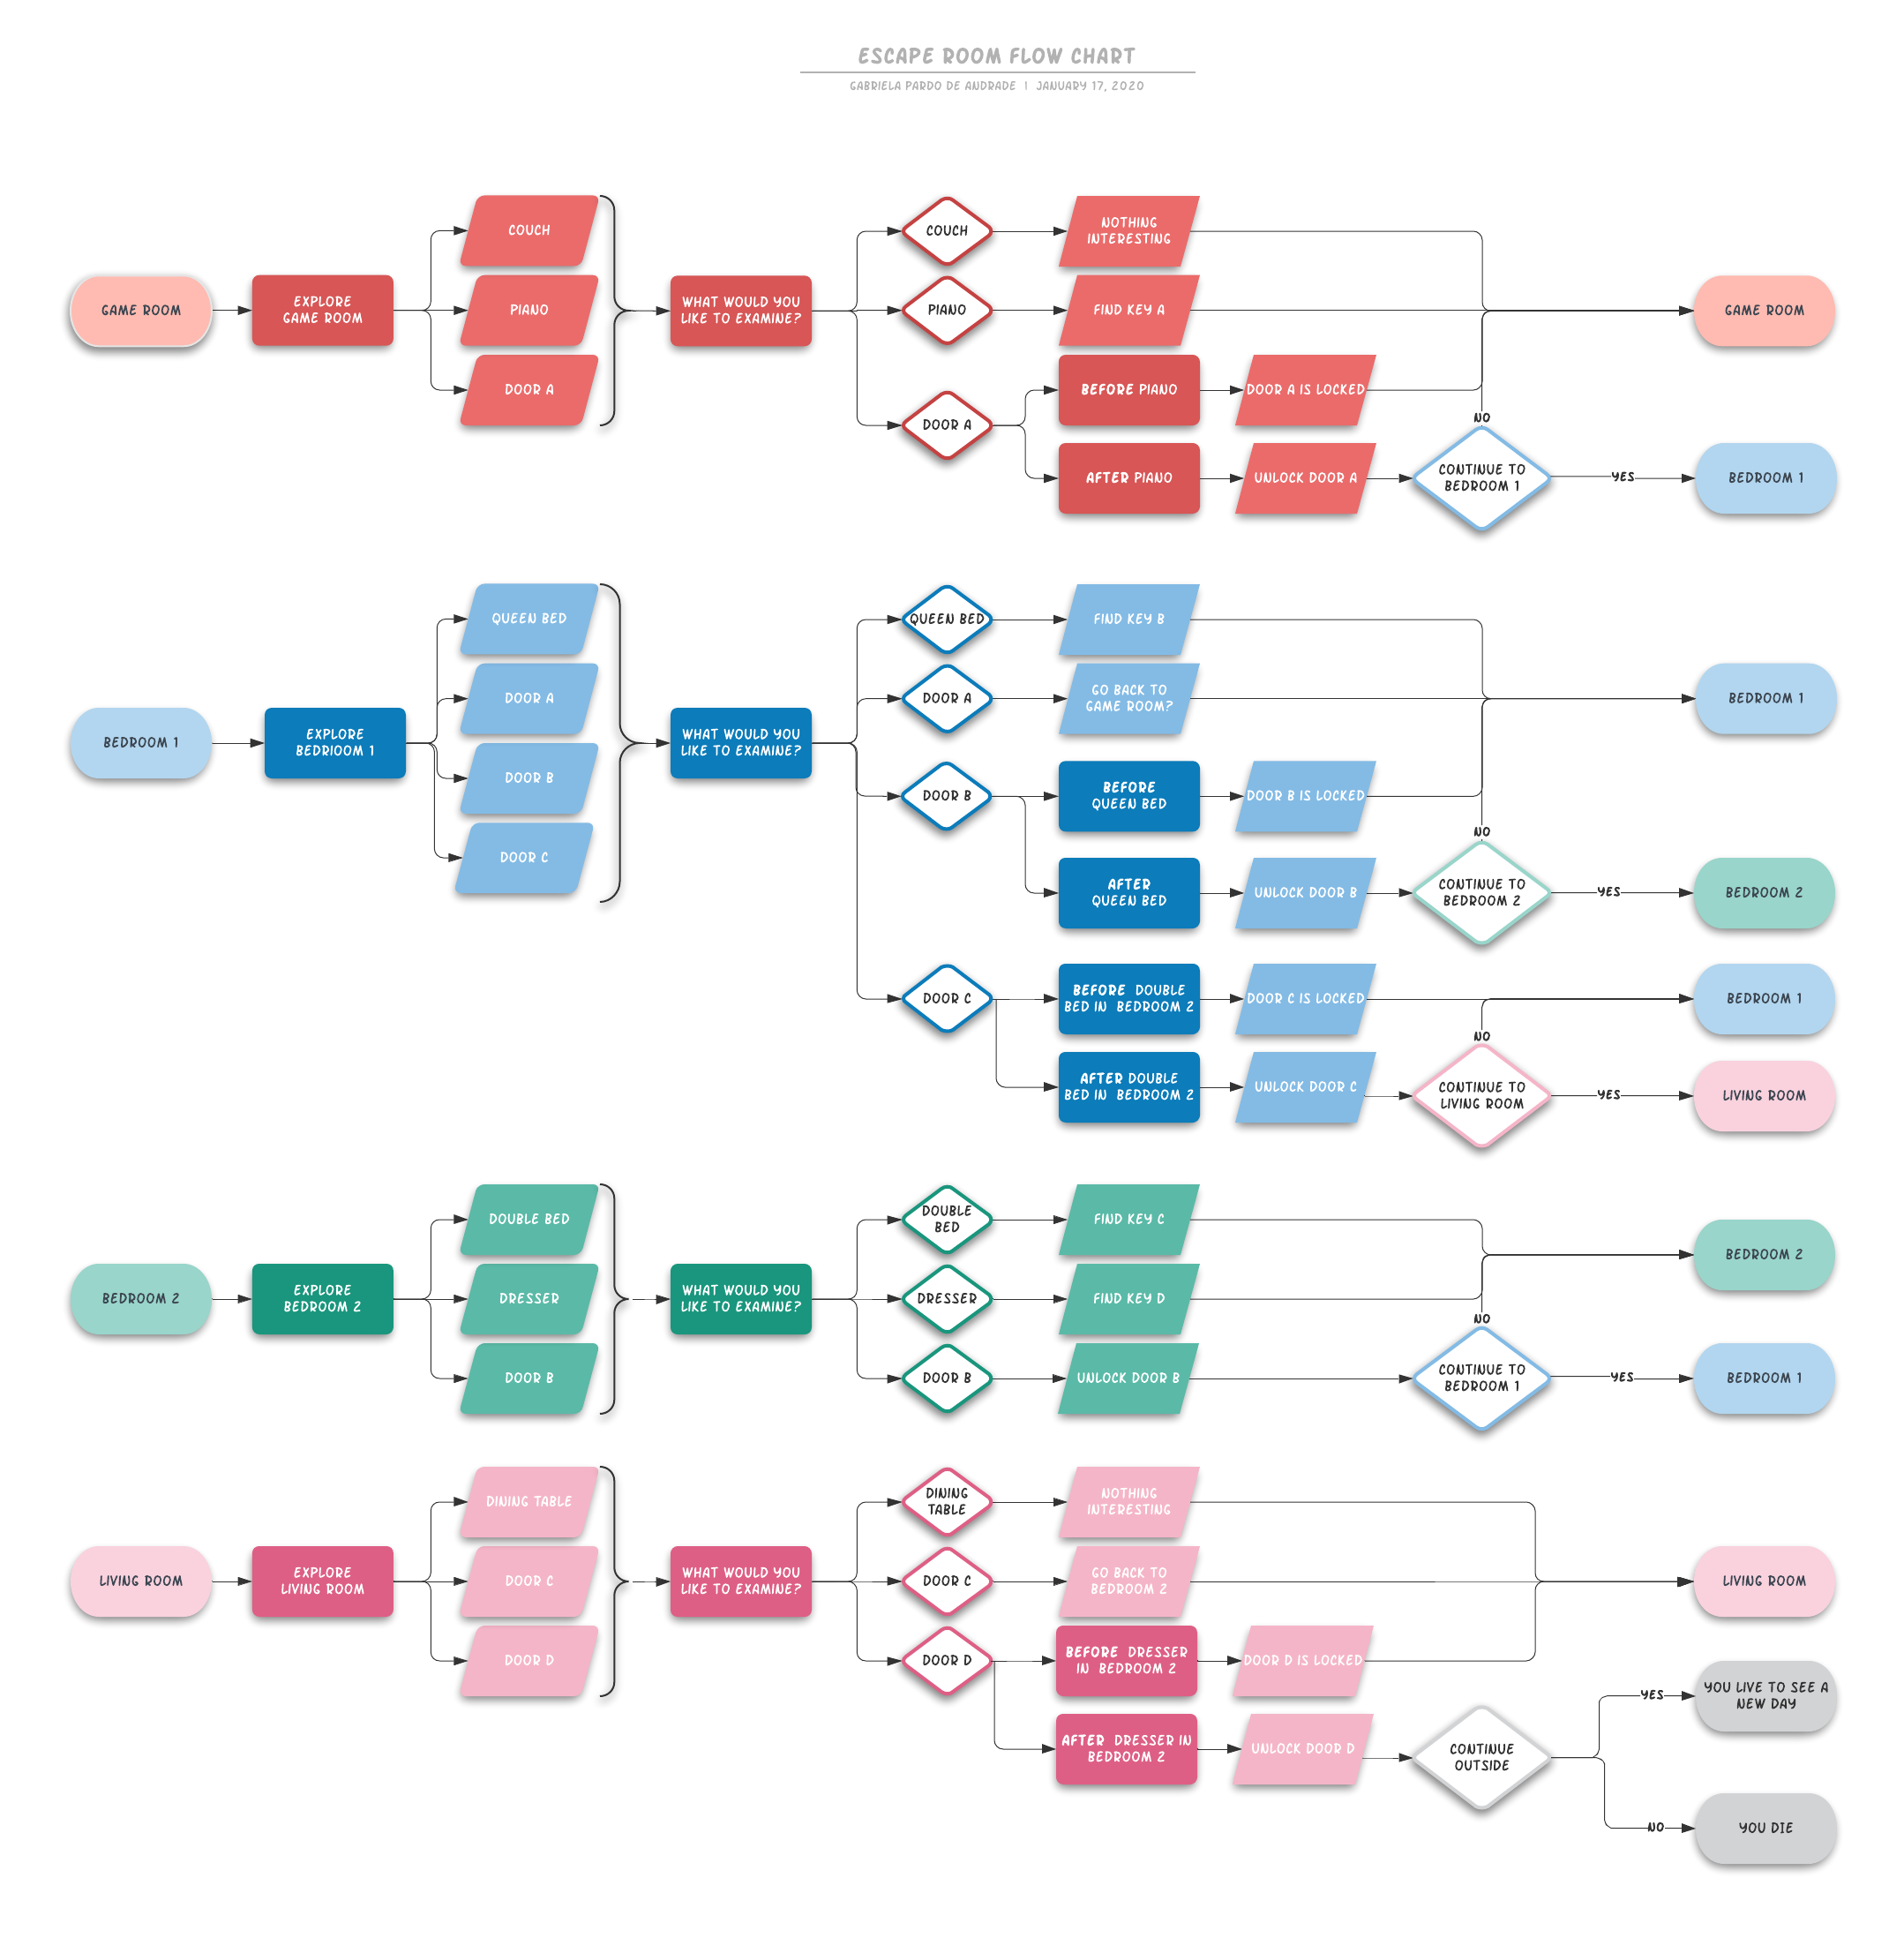 ESCAPE ROOM FLOW CHART
GABRIELA PARDO DE ANDRADE | JANUARY 17, 2020
GAME ROOM
EXPLORE
GAME ROOM
COUCH
PIANO
DOOR A
WHAT WOULD YOU
LIKE TO EXAMINE?
COUCH
NOTHING
INTERESTING
PIANO
FIND KEY A
GAME ROOM
DOOR A
BEFORE PIANO
DOOR A IS LOCKED
AFTER PIANO
UNLOCK DOOR A
NO
CONTINUE TO
BEDROOM 1
YES
BEDROOM 1
BEDROOM 1
EXPLORE
BEDRIOOM 1
QUEEN BED
DOOR A
DOOR B
DOOR C
WHAT WOULD YOU
LIKE TO EXAMINE?
QUEEN BED
FIND KEY B
DOOR A
GO BACK TO
GAME ROOM?
BEDROOM 1
DOOR B
BEFORE
QUEEN BED
DOOR B IS LOCKED
AFTER
QUEEN BED
UNLOCK DOOR B
NO
CONTINUE TO
BEDROOM 2
YES
BEDROOM 2
DOOR C
BEFORE DOUBLE
BED IN BEDROOM 2
DOOR C IS LOCKED
BEDROOM 1
AFTER DOUBLE
BED IN BEDROOM 2
UNLOCK DOOR C
NO
CONTINUE TO
LIVING ROOM
YES
LIVING ROOM
BEDROOM 2
EXPLORE
BEDROOM 2
DOUBLE BED
DRESSER
DOOR B
WHAT WOULD YOU
LIKE TO EXAMINE?
DOUBLE
BED
FIND KEY C
BEDROOM 2
DRESSER
FIND KEY D
DOOR B
UNLOCK DOOR B
NO
CONTINUE TO
BEDROOM 1
YES
BEDROOM 1
LIVING ROOM
EXPLORE
LIVING ROOM
DINING TABLE
DOOR C
DOOR D
WHAT WOULD YOU
LIKE TO EXAMINE?
DINING
TABLE
NOTHING
INTERESTING
DOOR C
GO BACK TO
BEDROOM 2
LIVING ROOM
DOOR D
BEFORE DRESSER
IN BEDROOM 2
DOOR D IS LOCKED
AFTER DRESSER IN
BEDROOM 2
UNLOCK DOOR D
CONTINUE
OUTSIDE
YES
YOU LIVE TO SEE A
NEW DAY
NO
YOU DIE